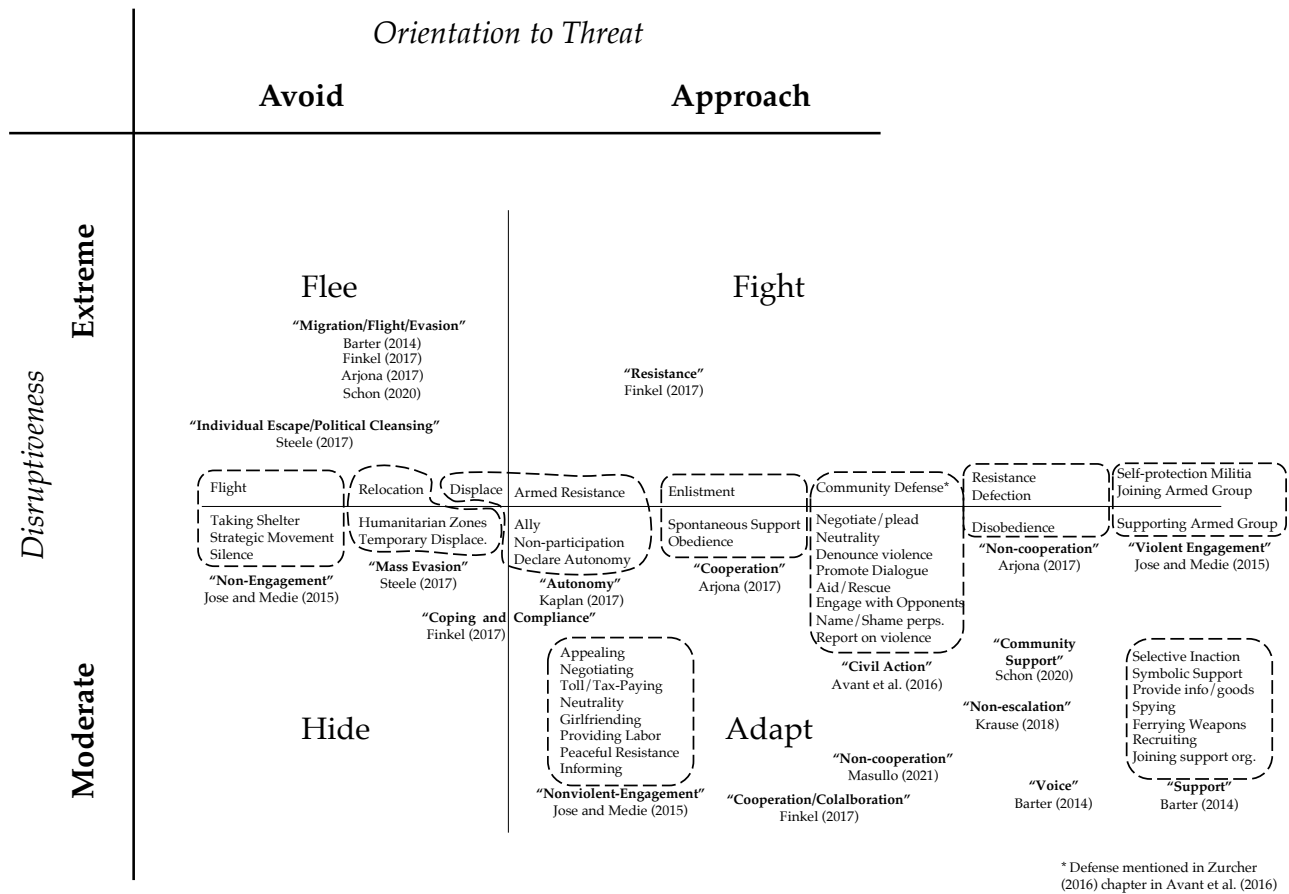 Orientation to Threat
Avoid
Approach
Disruptiveness
Extreme
Moderate
Flee
Fight
“Migration/Flight/Evasion”
Barter (2014)
Finkel (2017)
Arjona (2017)
Schon (2020)
“Resistance”
Finkel (2017)
“Individual Escape/Political Cleansing”
Steele (2017)
Flight
Taking Shelter
Strategic Movement
Silence
“Non-Engagement”
Jose and Medie (2015)
Relocation
Humanitarian Zones
Temporary Displace.
“Mass Evasion”
Steele (2017)
Displace
Armed Resistance
Ally
Non-participation
Declare Autonomy
“Autonomy”
Kaplan (2017)
Enlistment
Spontaneous Support
Obedience
“Cooperation”
Arjona (2017)
Community Defense*
Negotiate/plead
Neutrality
Denounce violence
Promote Dialogue
Aid/Rescue
Engage with Opponents
Name/Shame perps.
Report on violence
“Civil Action”
Avant et al. (2016)
Resistance
Defection
Disobedience
“Non-cooperation”
Arjona (2017)
Self-protection Militia
Joining Armed Group
Supporting Armed Group
“Violent Engagement”
Jose and Medie (2015)
“Coping and Compliance”
Finkel (2017)
Hide
Adapt
Appealing
Negotiating
Toll/Tax-Paying
Neutrality
Girlfriending
Providing Labor
Peaceful Resistance
Informing
“Nonviolent-Engagement”
Jose and Medie (2015)
“Community
Support”
Schon (2020)
“Non-escalation”
Krause (2018)
“Non-cooperation”
Masullo (2021)
“Cooperation/Colalboration”
Finkel (2017)
“Voice”
Barter (2014)
Selective Inaction
Symbolic Support
Provide info/goods
Spying
Ferrying Weapons
Recruiting
Joining support org.
“Support”
Barter (2014)
* Defense mentioned in Zurcher
(2016) chapter in Avant et al. (2016)